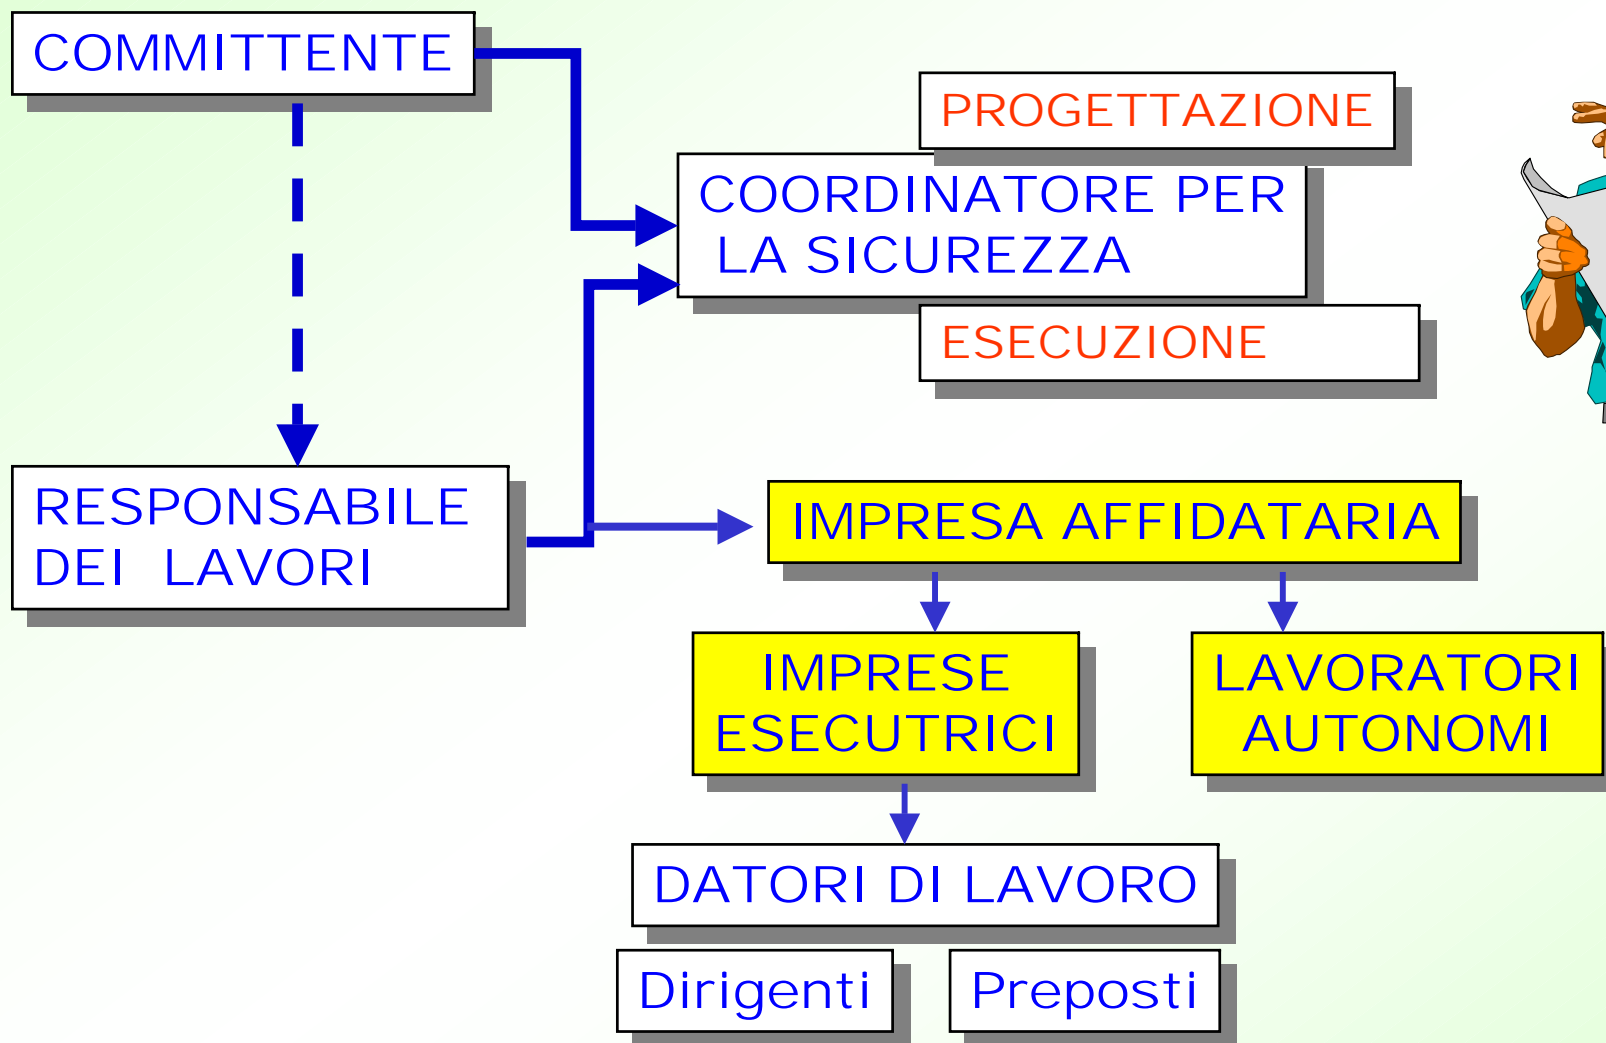 COMMITTENTE
PROGETTAZIONE
COORDINATORE PER
LA SICUREZZA
ESECUZIONE
RESPONSABILE
DEI LAVORI
IMPRESA AFFIDATARIA
IMPRESE
ESECUTRICI
LAVORATORI
AUTONOMI
DATORI DI LAVORO
Dirigenti
Preposti